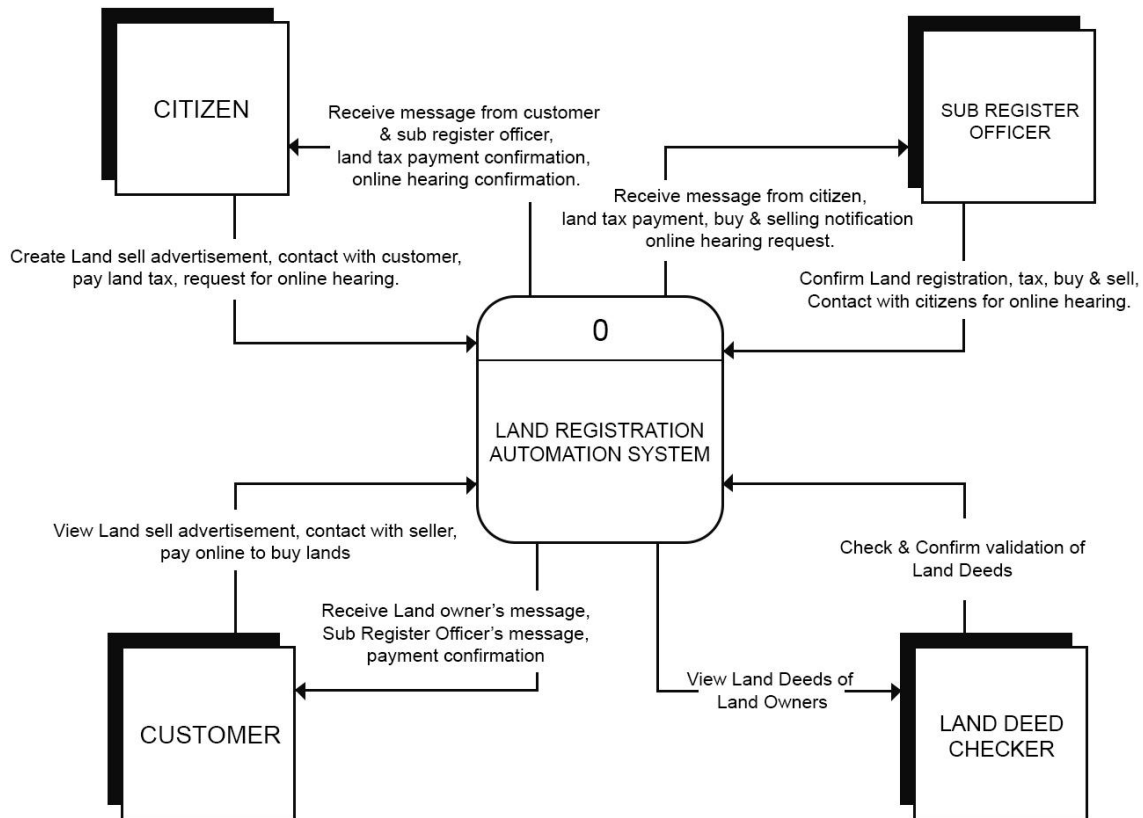 CITIZEN
Receive message from customer
& sub register officer,
land tax payment confirmation,
online hearing confirmation.
SUB REGISTER
OFFICER
Receive message from citizen,
land tax payment, buy & selling notification
online hearing request.
Create Land sell advertisement, contact with customer,
pay land tax, request for online hearing.
Confirm Land registration, tax, buy & sell,
Contact with citizens for online hearing.
0
LAND REGISTRATION
AUTOMATION SYSTEM
View Land sell advertisement, contact with seller,
pay online to buy lands
Check & Confirm validation of
Land Deeds
Receive Land owner’s message,
Sub Register Officer’s message,
payment confirmation
View Land Deeds of
Land Owners
CUSTOMER
LAND DEED
CHECKER